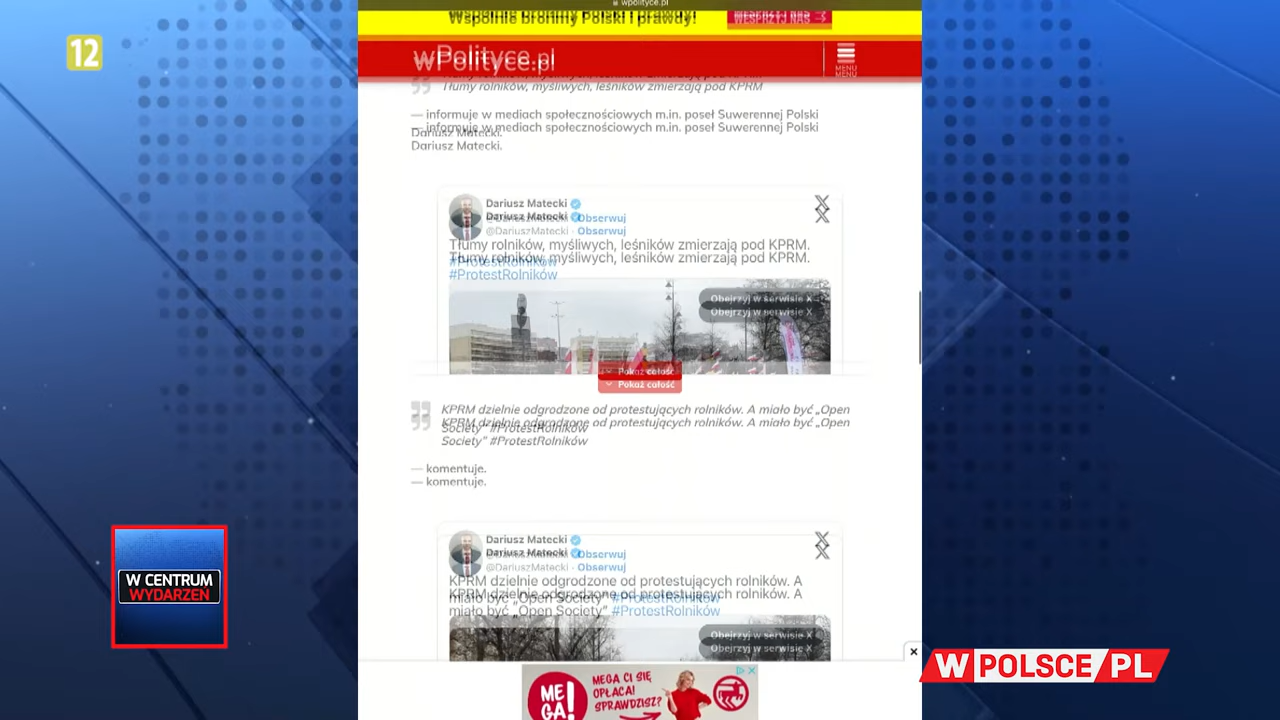 wpolityce.pl
Wspólnie bronimy Polski i prawdy!
WESPRZYJ NAS
12
wPolityce.pl
MENU
Tłumy rolników, myśliwych, leśników zmierzają pod KPRM
— informuje w mediach społecznościowych m.in. poseł Suwerennej Polski
Dariusz Matecki.
Dariusz Matecki
@DariuszMatecki · Obserwuj
Tłumy rolników, myśliwych, leśników zmierzają pod KPRM.
#ProtestRolników
Obejrzyj w serwisie X
Pokaż całość
KPRM dzielnie odgrodzone od protestujących rolników. A miało być „Open
Society” #ProtestRolników
— komentuje.
Dariusz Matecki
@DariuszMatecki · Obserwuj
KPRM dzielnie odgrodzone od protestujących rolników. A
miało być „Open Society” #ProtestRolników
Obejrzyj w serwisie X
W CENTRUM
WYDARZEŃ
WPOLSCE PL
MEGA!
MEGA CI SIĘ
OPŁACA!
SPRAWDZISZ?